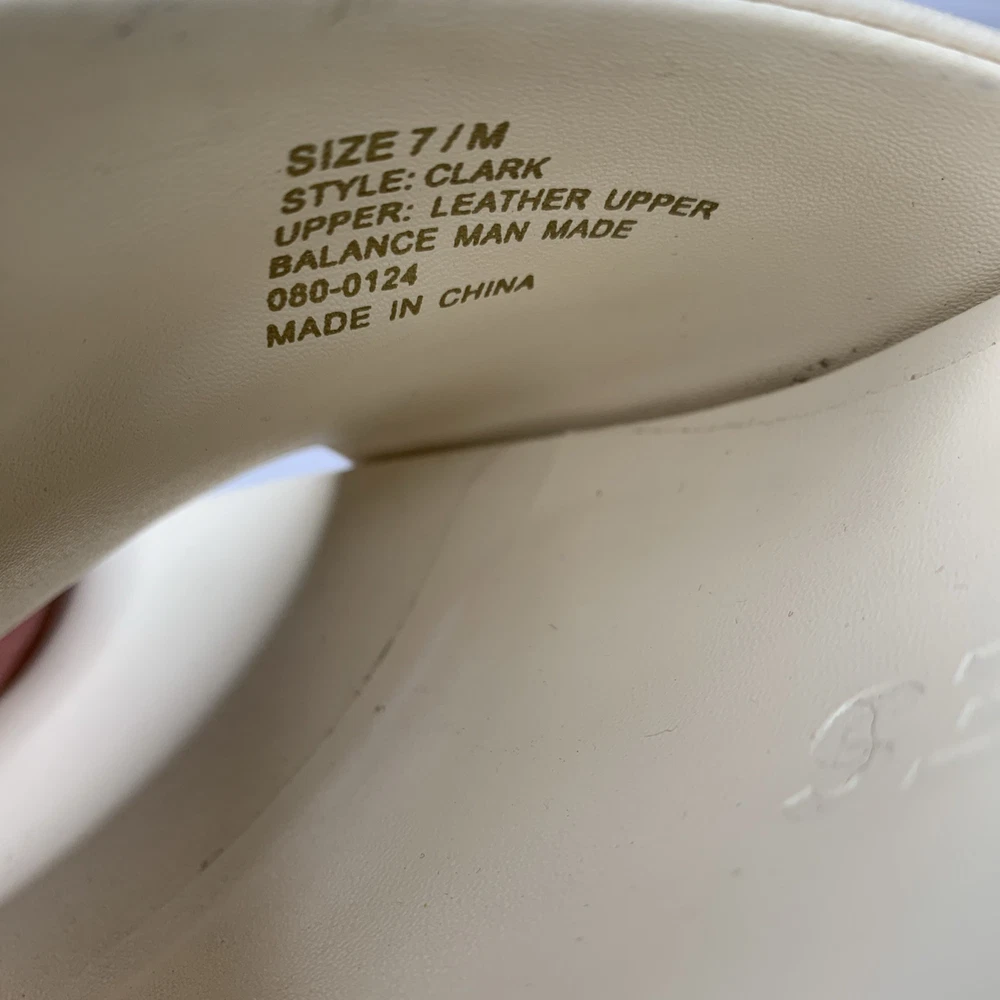 SIZE 7/M
STYLE: CLARK
UPPER: LEATHER UPPER
BALANCE MAN MADE
080-0124
MADE IN CHINA